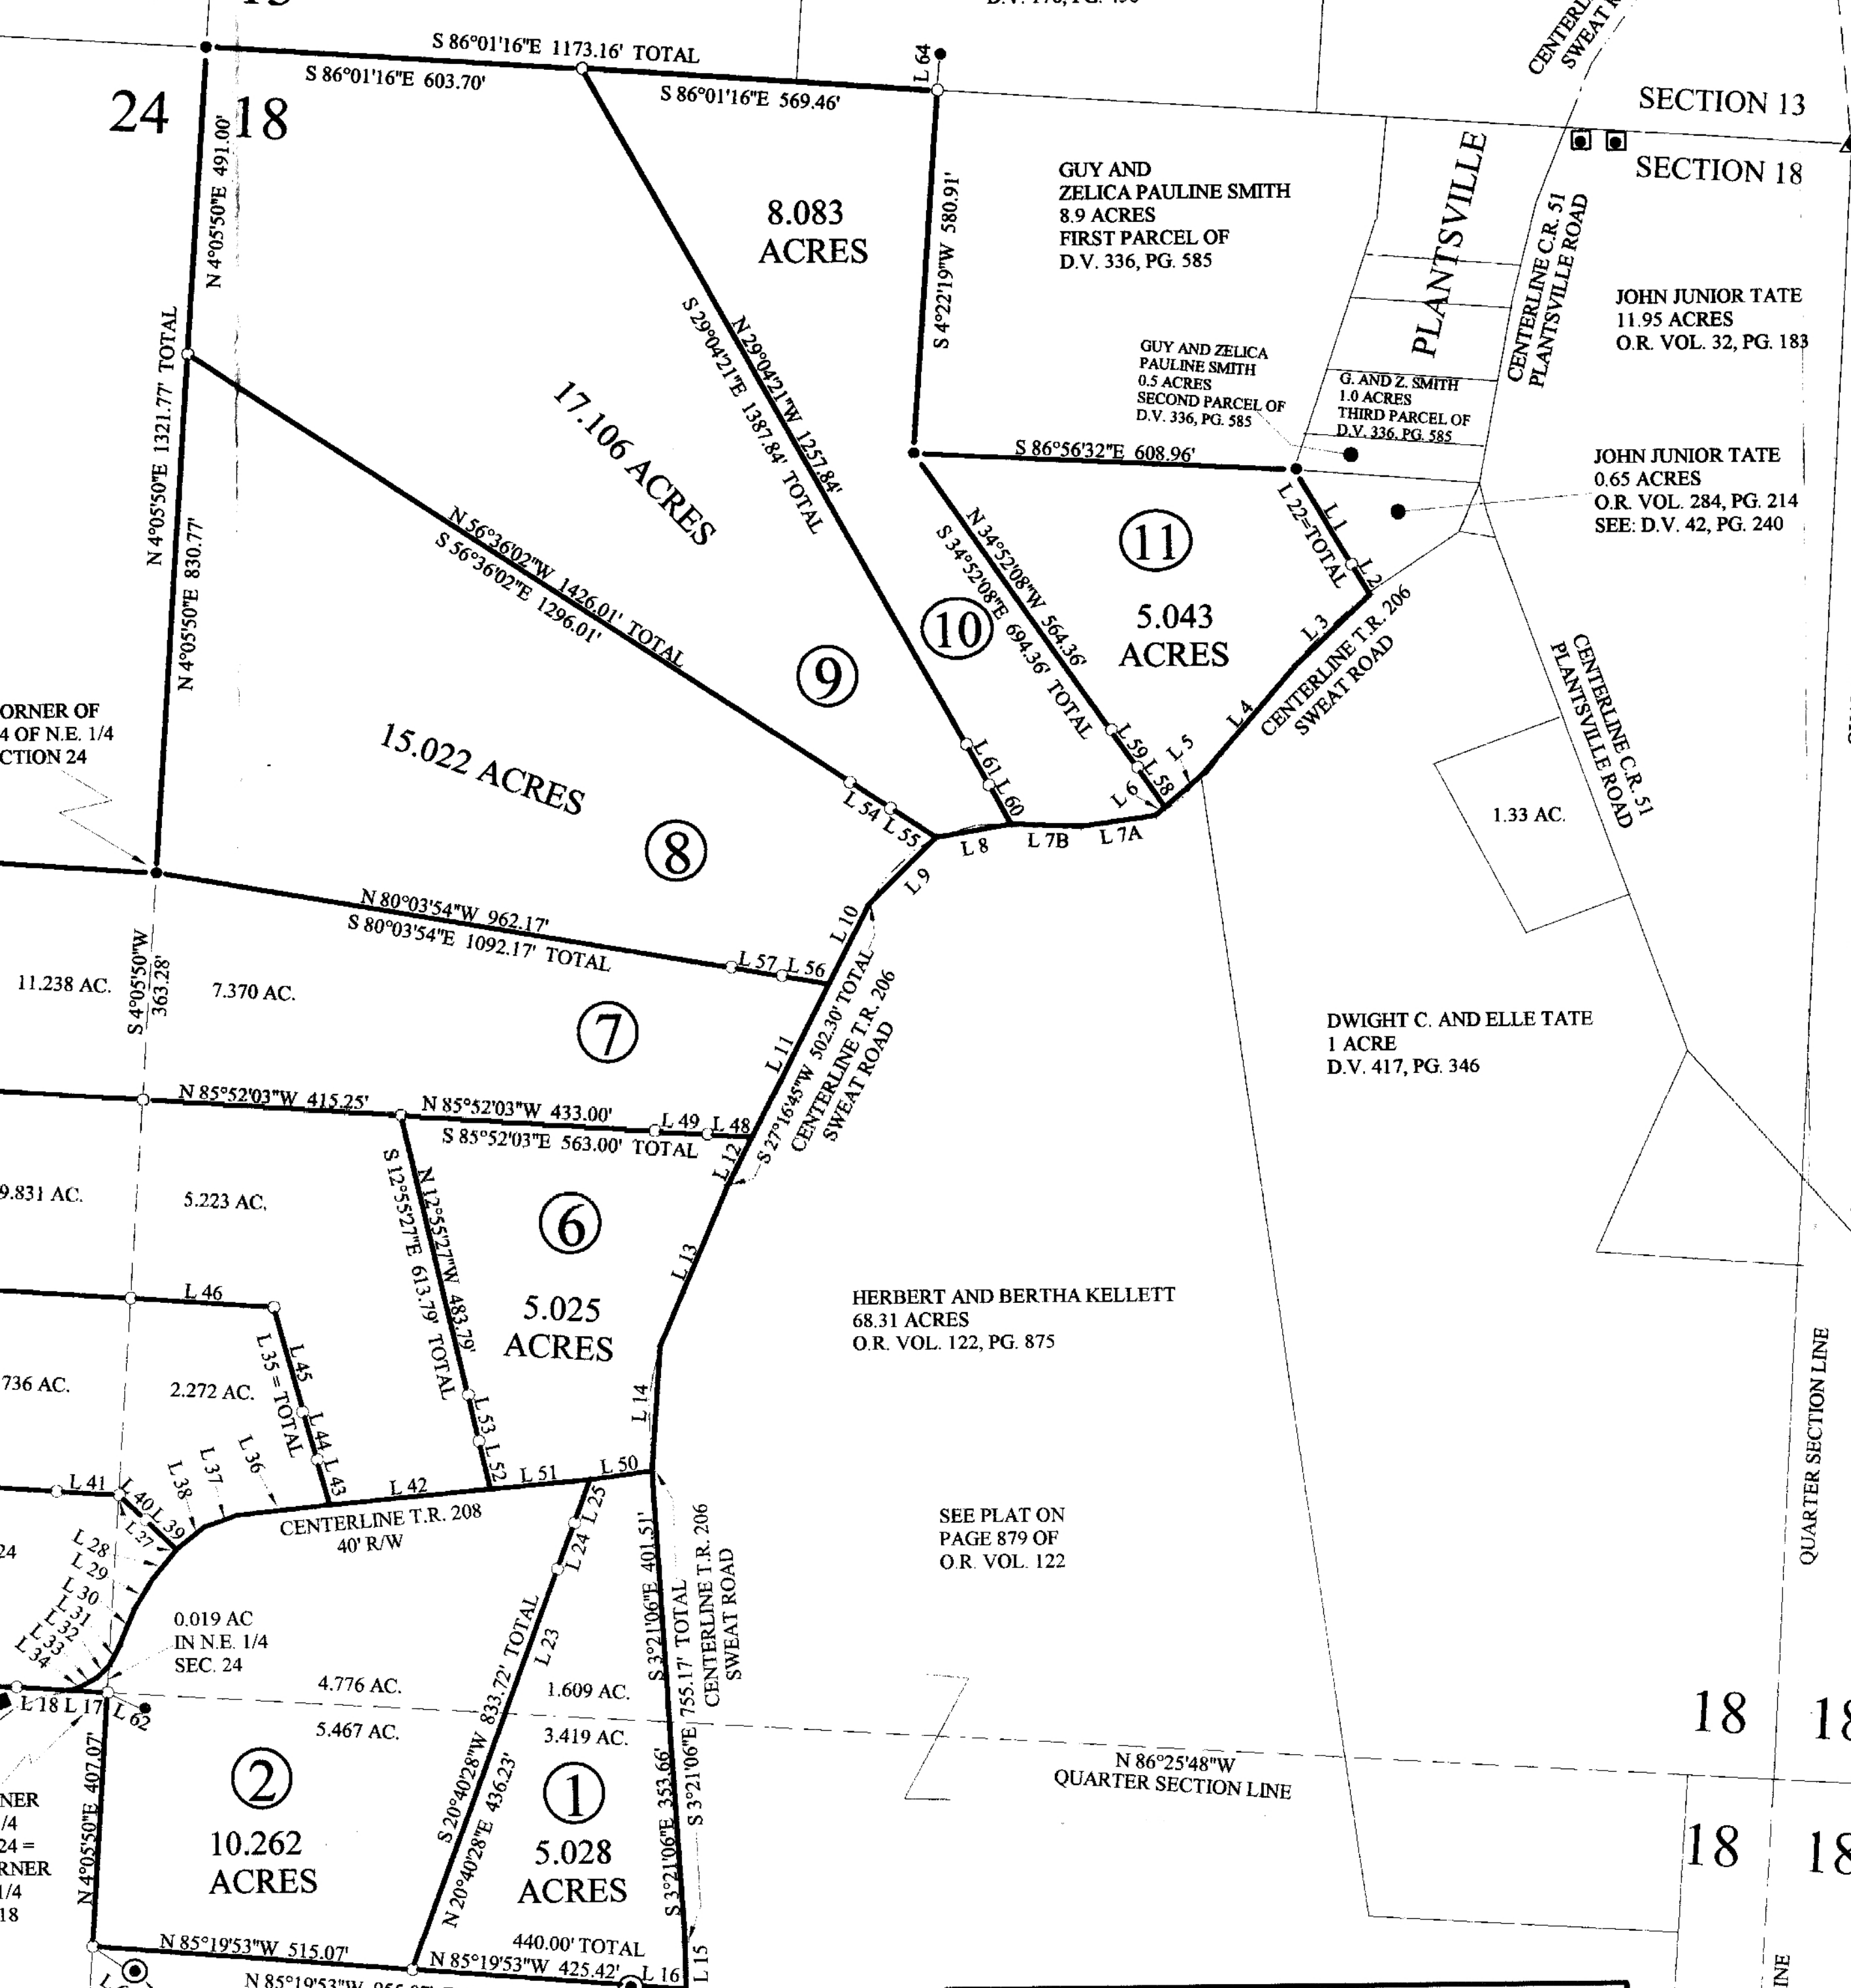 S 86°01'16"E 1173.16' TOTAL
S 86°01'16"E 603.70'
S 86°01'16"E 569.46'
L 64
SECTION 13
SECTION 18
24
18
N 4°05'50"E 491.00'
N 4°05'50"E 1321.77' TOTAL
N 4°05'50"E 830.77'
8.083
ACRES
S 4°22'19"W 580.91'
GUY AND
ZELICA PAULINE SMITH
8.9 ACRES
FIRST PARCEL OF
D.V. 336, PG. 585
PLANTSVILLE
CENTERLINE C.R. 51
PLANTSVILLE ROAD
JOHN JUNIOR TATE
11.95 ACRES
O.R. VOL. 32, PG. 183
GUY AND ZELICA
PAULINE SMITH
0.5 ACRES
SECOND PARCEL OF
D.V. 336, PG. 585
G. AND Z. SMITH
1.0 ACRES
THIRD PARCEL OF
D.V. 336, PG. 585
N 29°04'21"W 1257.84'
S 29°04'21"E 1387.84' TOTAL
17.106 ACRES
S 86°56'32"E 608.96'
JOHN JUNIOR TATE
0.65 ACRES
O.R. VOL. 284, PG. 214
SEE: D.V. 42, PG. 240
L 1
L 22=TOTAL
L 2
N 34°52'08"W 564.36'
S 34°52'08"E 694.36' TOTAL
11
5.043
ACRES
10
9
N 56°36'02"W 1426.01' TOTAL
S 56°36'02"E 1296.01'
L 3
L 4
CENTERLINE T.R. 206
SWEAT ROAD
L 5
L 6
L 59
L 58
L 61
L 60
L 7A
L 7B
L 8
L 54
L 55
L 9
CENTERLINE C.R. 51
PLANTSVILLE ROAD
1.33 AC.
ORNER OF
4 OF N.E. 1/4
CTION 24
15.022 ACRES
8
N 80°03'54"W 962.17'
S 80°03'54"E 1092.17' TOTAL
L 57
L 56
L 10
L 11
S 27°16'45"W 502.30' TOTAL
CENTERLINE T.R. 206
SWEAT ROAD
S 4°05'50"W
363.28'
11.238 AC.
7.370 AC.
7
DWIGHT C. AND ELLE TATE
1 ACRE
D.V. 417, PG. 346
N 85°52'03"W 415.25'
N 85°52'03"W 433.00'
L 49
L 48
S 85°52'03"E 563.00' TOTAL
L 12
9.831 AC.
5.223 AC.
N 12°55'27"W 483.79'
S 12°55'27"E 613.79' TOTAL
6
5.025
ACRES
L 13
L 14
HERBERT AND BERTHA KELLETT
68.31 ACRES
O.R. VOL. 122, PG. 875
L 46
L 45
L 35 = TOTAL
L 44
L 43
736 AC.
2.272 AC.
L 53
L 52
L 51
L 50
L 42
CENTERLINE T.R. 208
40' R/W
L 36
L 37
L 38
L 41
L 40
L 39
L 27
L 28
L 29
L 30
L 31
L 32
L 33
L 34
24
L 25
L 24
L 23
0.019 AC
IN N.E. 1/4
SEC. 24
SEE PLAT ON
PAGE 879 OF
O.R. VOL. 122
QUARTER SECTION LINE
S 3°21'06"E 401.51'
S 3°21'06"E 755.17' TOTAL
CENTERLINE T.R. 206
SWEAT ROAD
S 3°21'06"E 353.66'
L 18
L 17
L 62
4.776 AC.
5.467 AC.
1.609 AC.
3.419 AC.
S 20°40'28"W 833.72' TOTAL
N 20°40'28"E 436.23'
N 86°25'48"W
QUARTER SECTION LINE
18
18
18
18
N 4°05'50"E 407.07'
2
10.262
ACRES
1
5.028
ACRES
NER
1/4
24 =
RNER
1/4
18
N 85°19'53"W 515.07'
440.00' TOTAL
N 85°19'53"W 425.42'
L 16
L 15